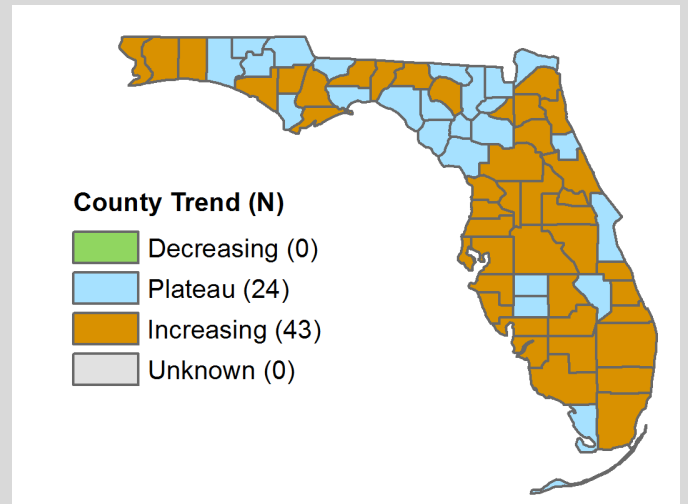 County Trend (N)
Decreasing (0)
Plateau (24)
Increasing (43)
Unknown (0)